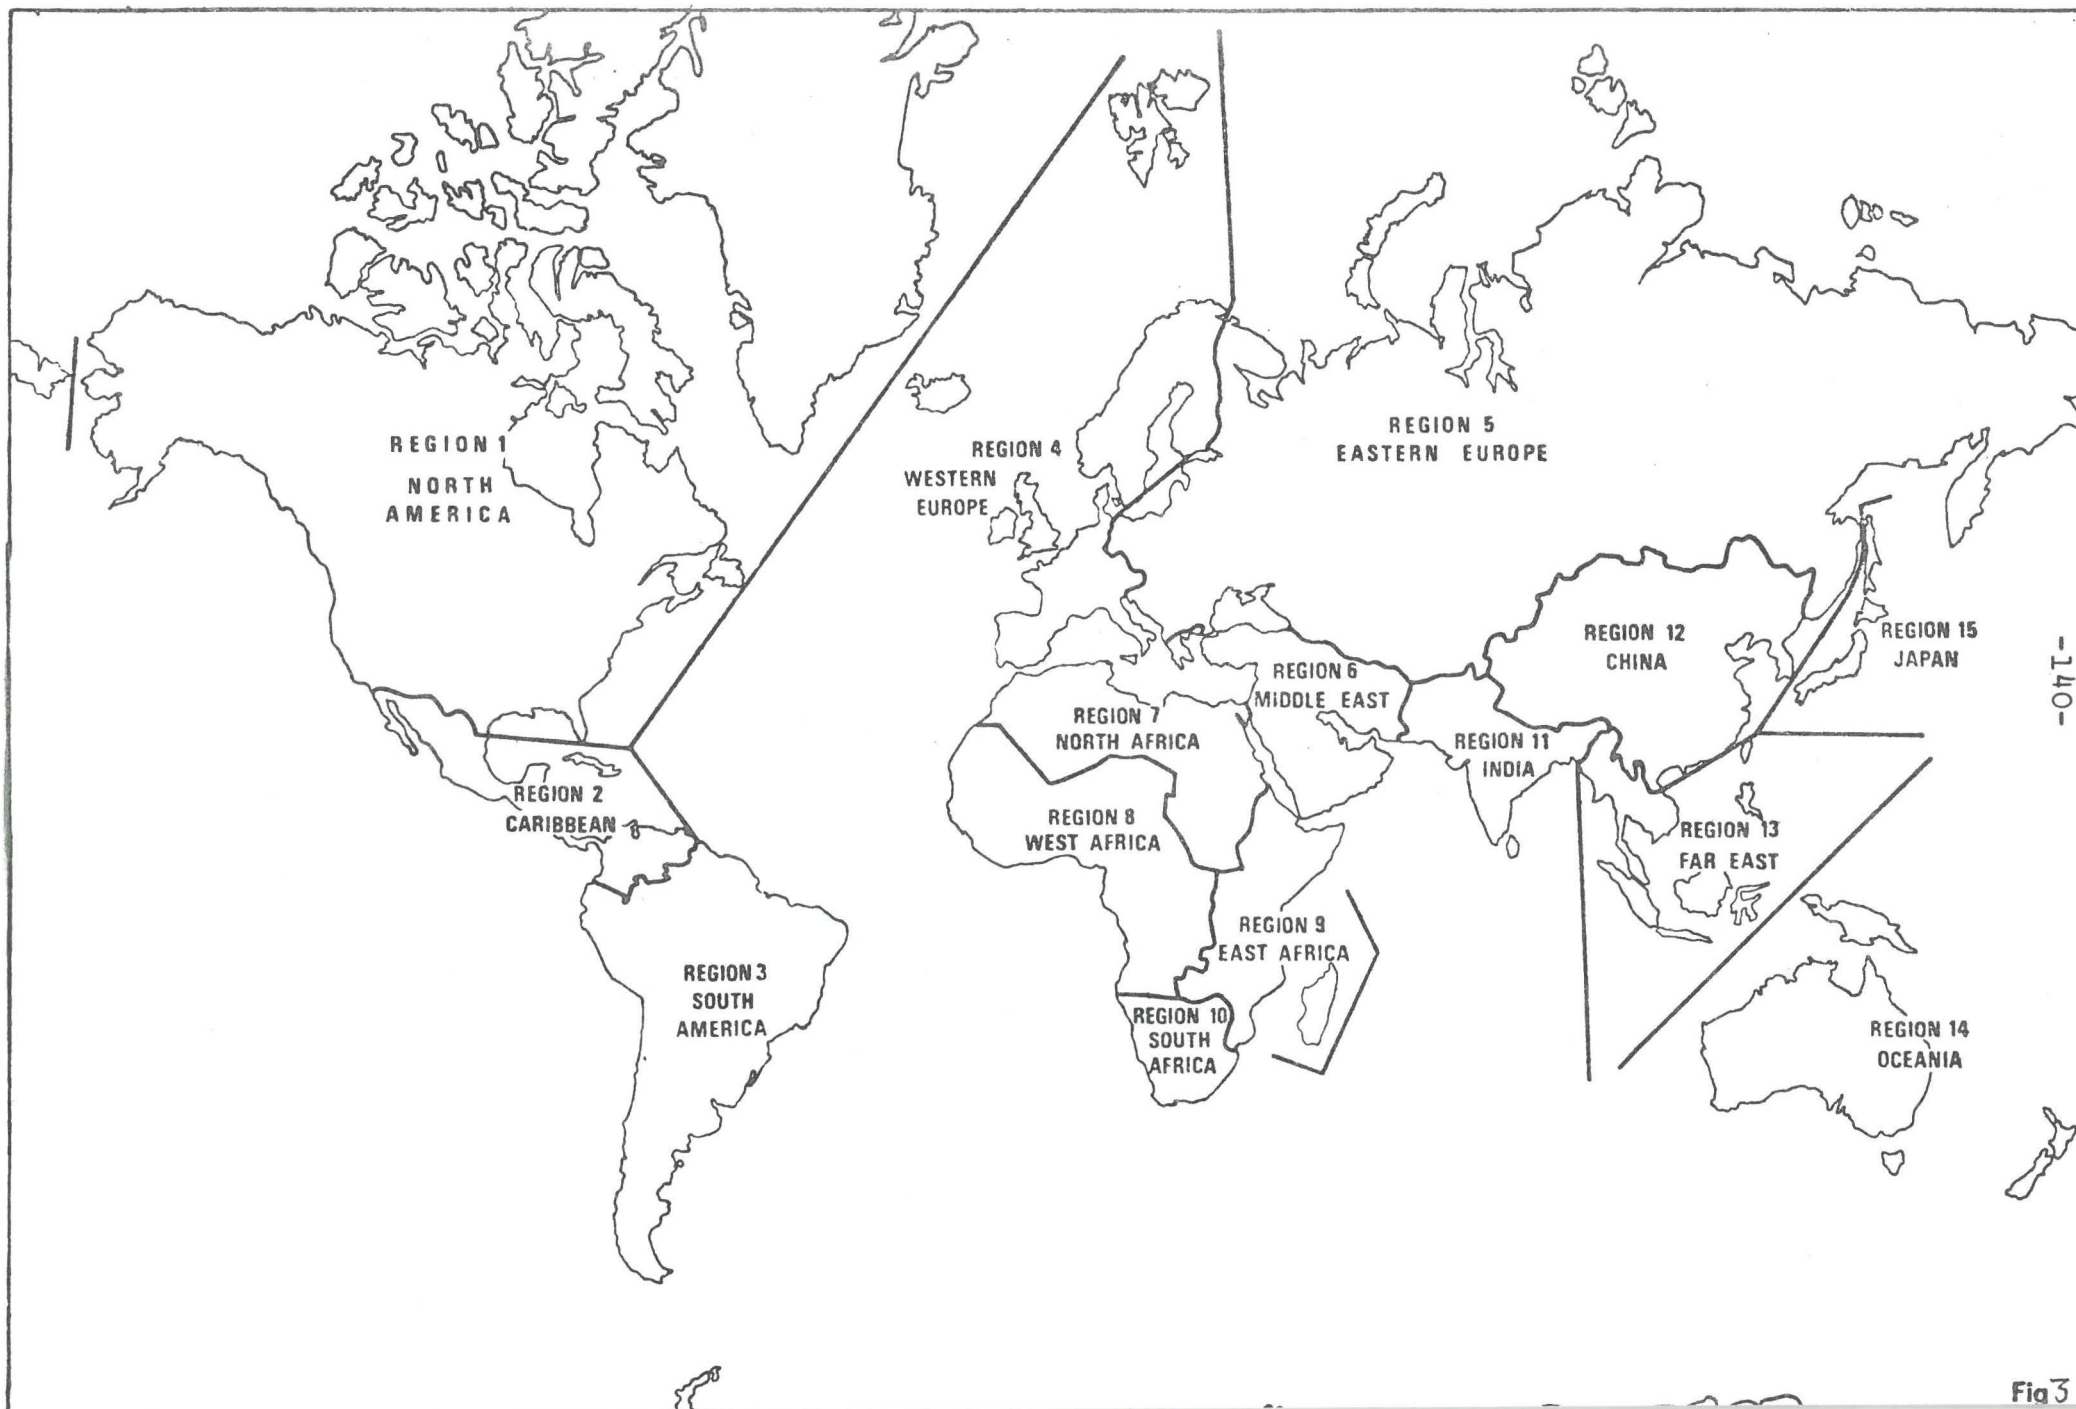 REGION 1
NORTH
AMERICA
REGION 2
CARIBBEAN
REGION 3
SOUTH
AMERICA
REGION 4
WESTERN
EUROPE
REGION 5
EASTERN EUROPE
REGION 6
MIDDLE EAST
REGION 7
NORTH AFRICA
REGION 8
WEST AFRICA
REGION 9
EAST AFRICA
REGION 10
SOUTH
AFRICA
REGION 11
INDIA
REGION 12
CHINA
REGION 13
FAR EAST
REGION 14
OCEANIA
REGION 15
JAPAN
-140-
Fig 3